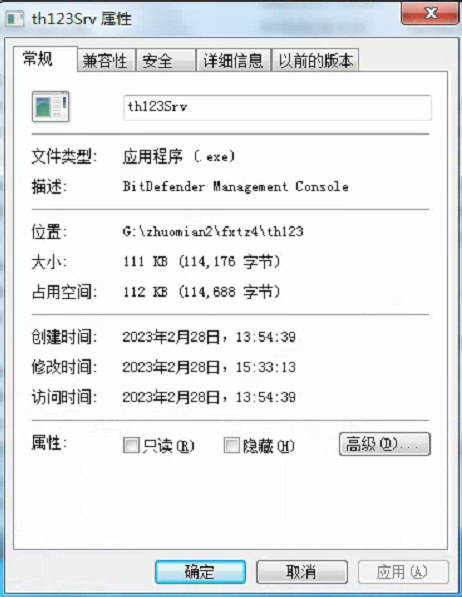 th123Srv 属性
常规 兼容性 安全 详细信息 以前的版本
th123Srv
文件类型: 应用程序 (.exe)
描述: BitDefender Management Console
位置: G:\zhuomian2\fxtz4\th123
大小: 111 KB (114,176 字节)
占用空间: 112 KB (114,688 字节)
创建时间: 2023年2月28日，13:54:39
修改时间: 2023年2月28日，15:33:13
访问时间: 2023年2月28日，13:54:39
属性: 只读(R) 隐藏(H) 高级(D)...
确定 取消 应用(A)